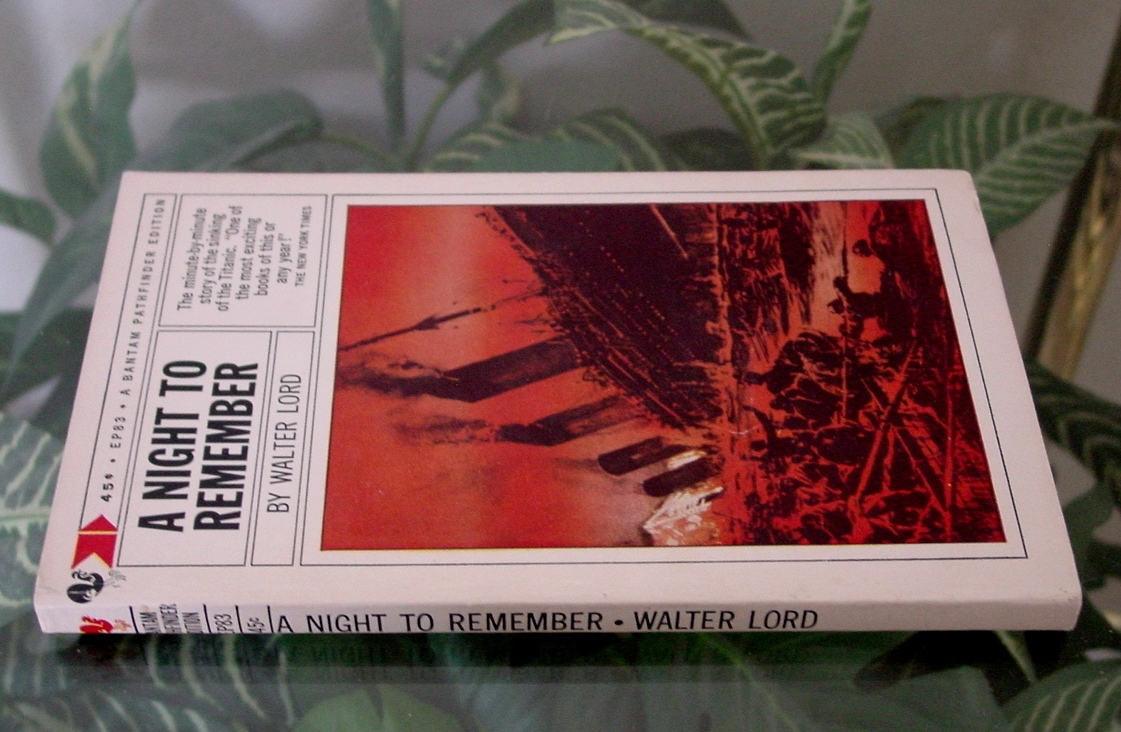 45¢ • EP83 • A BANTAM PATHFINDER EDITION
A NIGHT TO
REMEMBER
BY WALTER LORD
The minute-by-minute
story of the sinking
of the Titanic. "One of
the most exciting
books of this or
any year!"
THE NEW YORK TIMES
EP83
45¢
A NIGHT TO REMEMBER • WALTER LORD